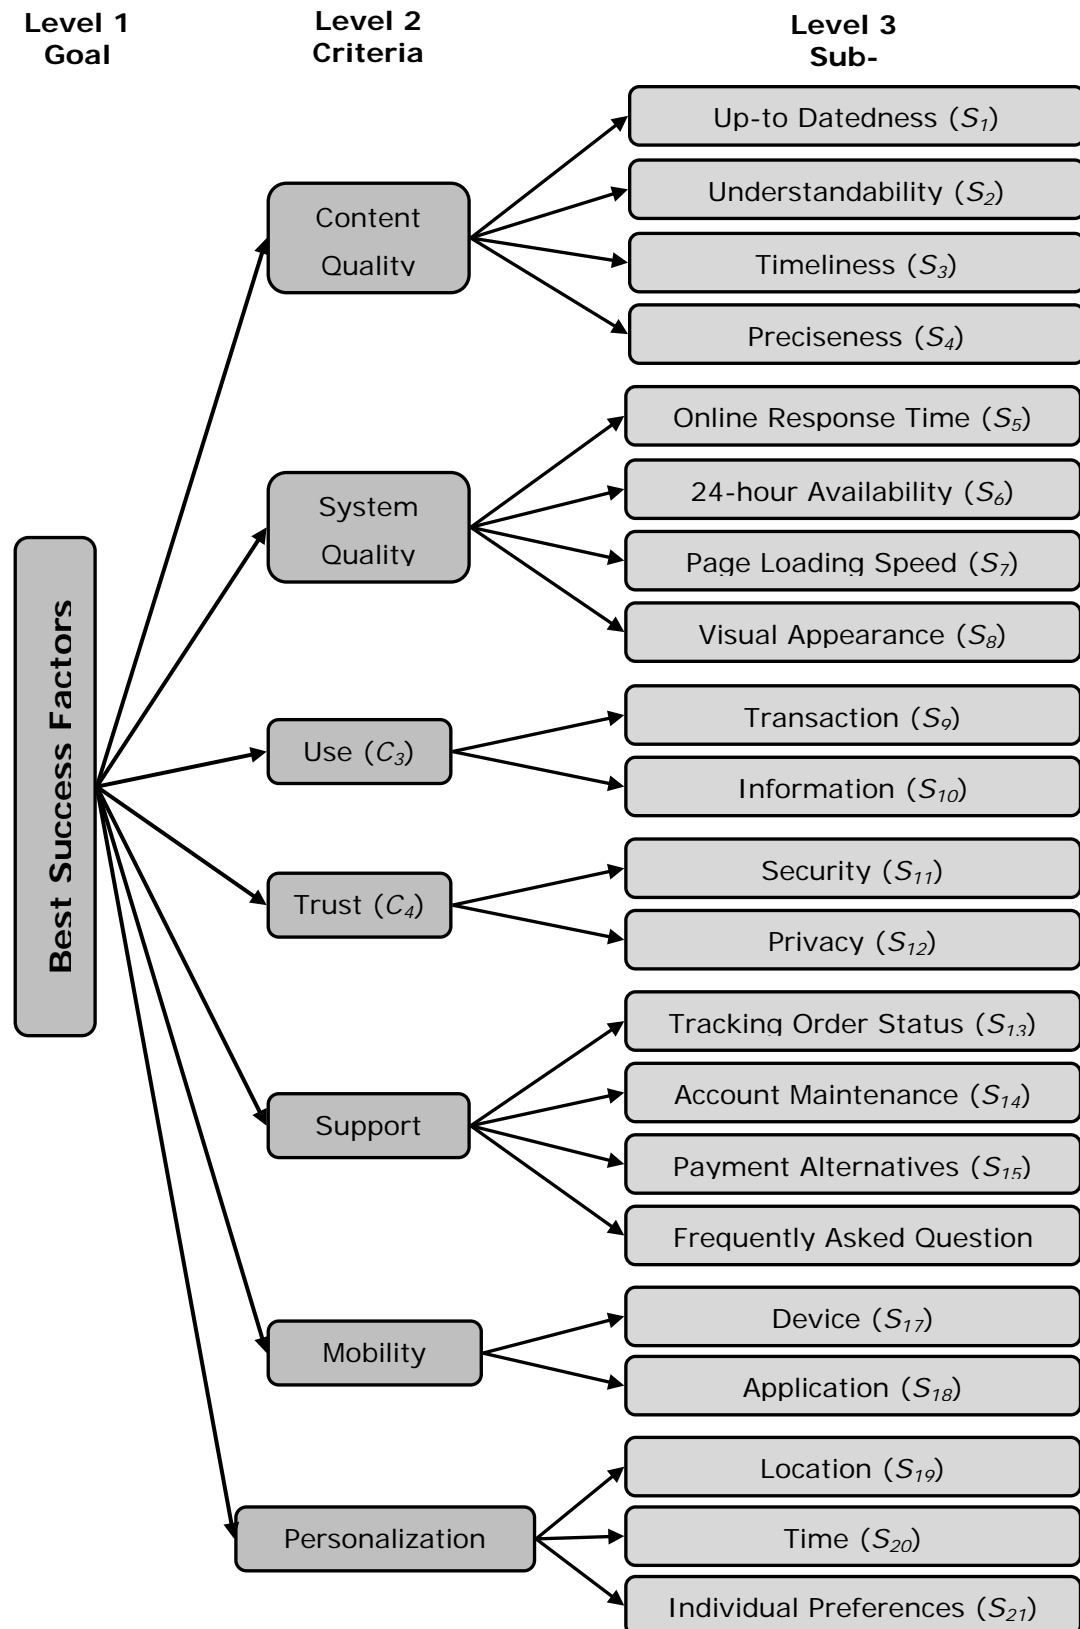 Level 1
Goal
Level 2
Criteria
Level 3
Sub-
Best Success Factors
Content
Quality
System
Quality
Use (C3)
Trust (C4)
Support
Mobility
Personalization
Up-to Datedness (S1)
Understandability (S2)
Timeliness (S3)
Preciseness (S4)
Online Response Time (S5)
24-hour Availability (S6)
Page Loading Speed (S7)
Visual Appearance (S8)
Transaction (S9)
Information (S10)
Security (S11)
Privacy (S12)
Tracking Order Status (S13)
Account Maintenance (S14)
Payment Alternatives (S15)
Frequently Asked Question
Device (S17)
Application (S18)
Location (S19)
Time (S20)
Individual Preferences (S21)